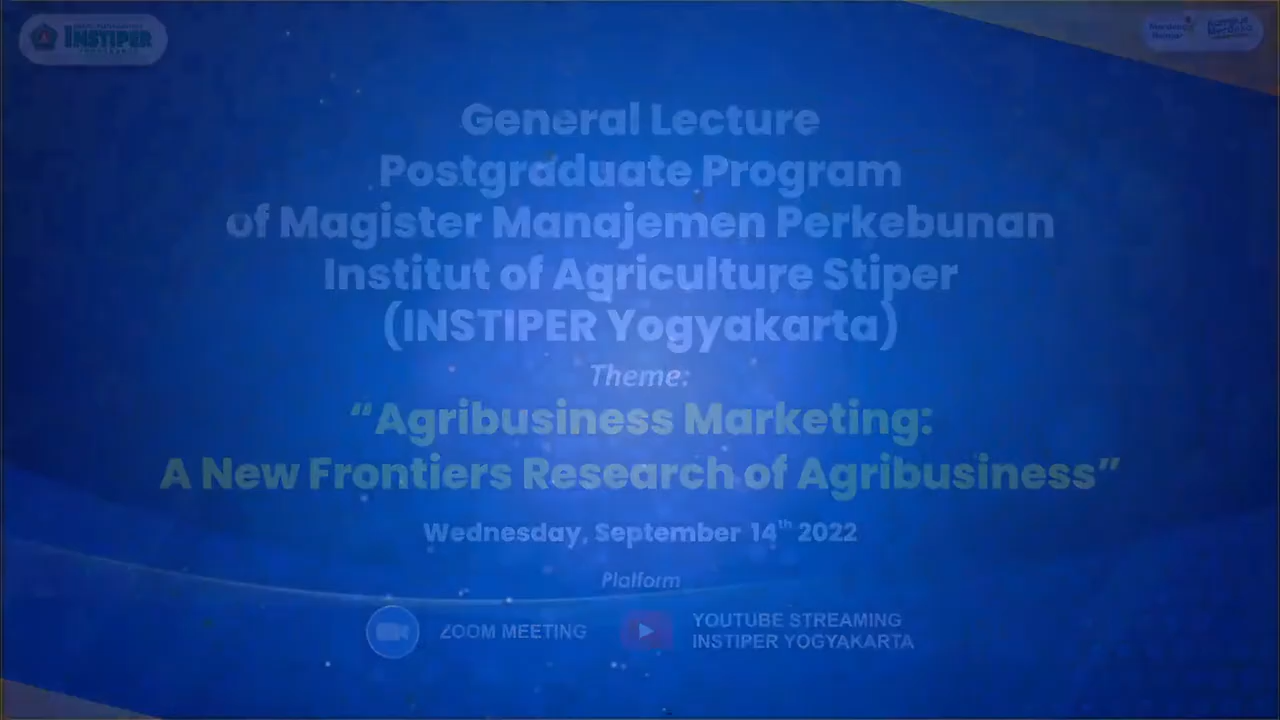 INSTIPER
General Lecture
Postgraduate Program
of Magister Manajemen Perkebunan
Institut of Agriculture Stiper
(INSTIPER Yogyakarta)
Theme:
“Agribusiness Marketing:
A New Frontiers Research of Agribusiness”
Wednesday, September 14th 2022
Platform
ZOOM MEETING
YOUTUBE STREAMING
INSTIPER YOGYAKARTA